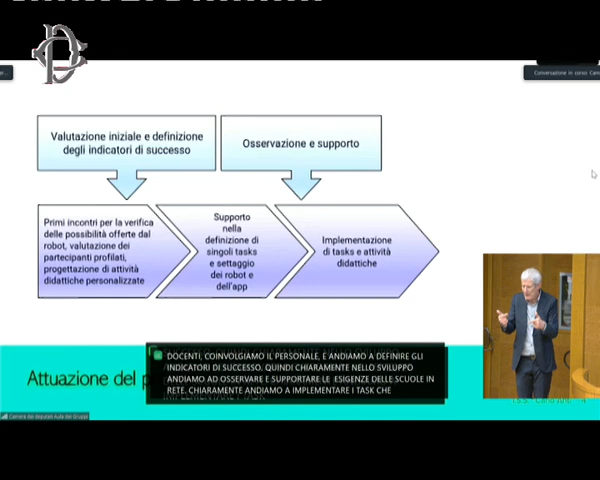 Conversazione in corso: Cam
Valutazione iniziale e definizione
degli indicatori di successo
Osservazione e supporto
Primi incontri per la verifica
delle possibilità offerte dal
robot, valutazione dei
partecipanti profilati,
progettazione di attività
didattiche personalizzate
Supporto
nella
definizione di
singoli tasks
e settaggio
dei robot e
dell'app
Implementazione
di tasks e attività
didattiche
DOCENTI, COINVOLGIAMO IL PERSONALE, E ANDIAMO A DEFINIRE GLI
INDICATORI DI SUCCESSO. QUINDI CHIARAMENTE NELLO SVILUPPO
ANDIAMO AD OSSERVARE E SUPPORTARE LE ESIGENZE DELLE SCUOLE IN
RETE, CHIARAMENTE ANDIAMO A IMPLEMENTARE I TASK CHE
Attuazione del
Camera dei deputati Aula dei Gruppi